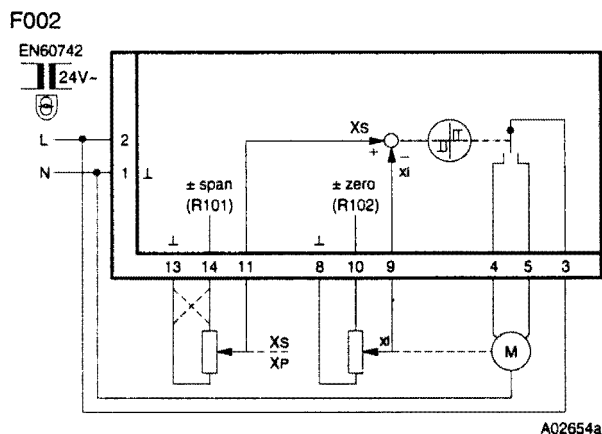 F002
EN60742
24V~
L
2
N
1
⊥
Xs
+
−
xi
± span
(R101)
± zero
(R102)
⊥
⊥
13
14
11
8
10
9
4
5
3
Xs
XP
xi
M
A02654a